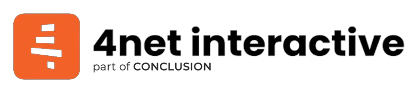 4net interactive
part of CONCLUSION